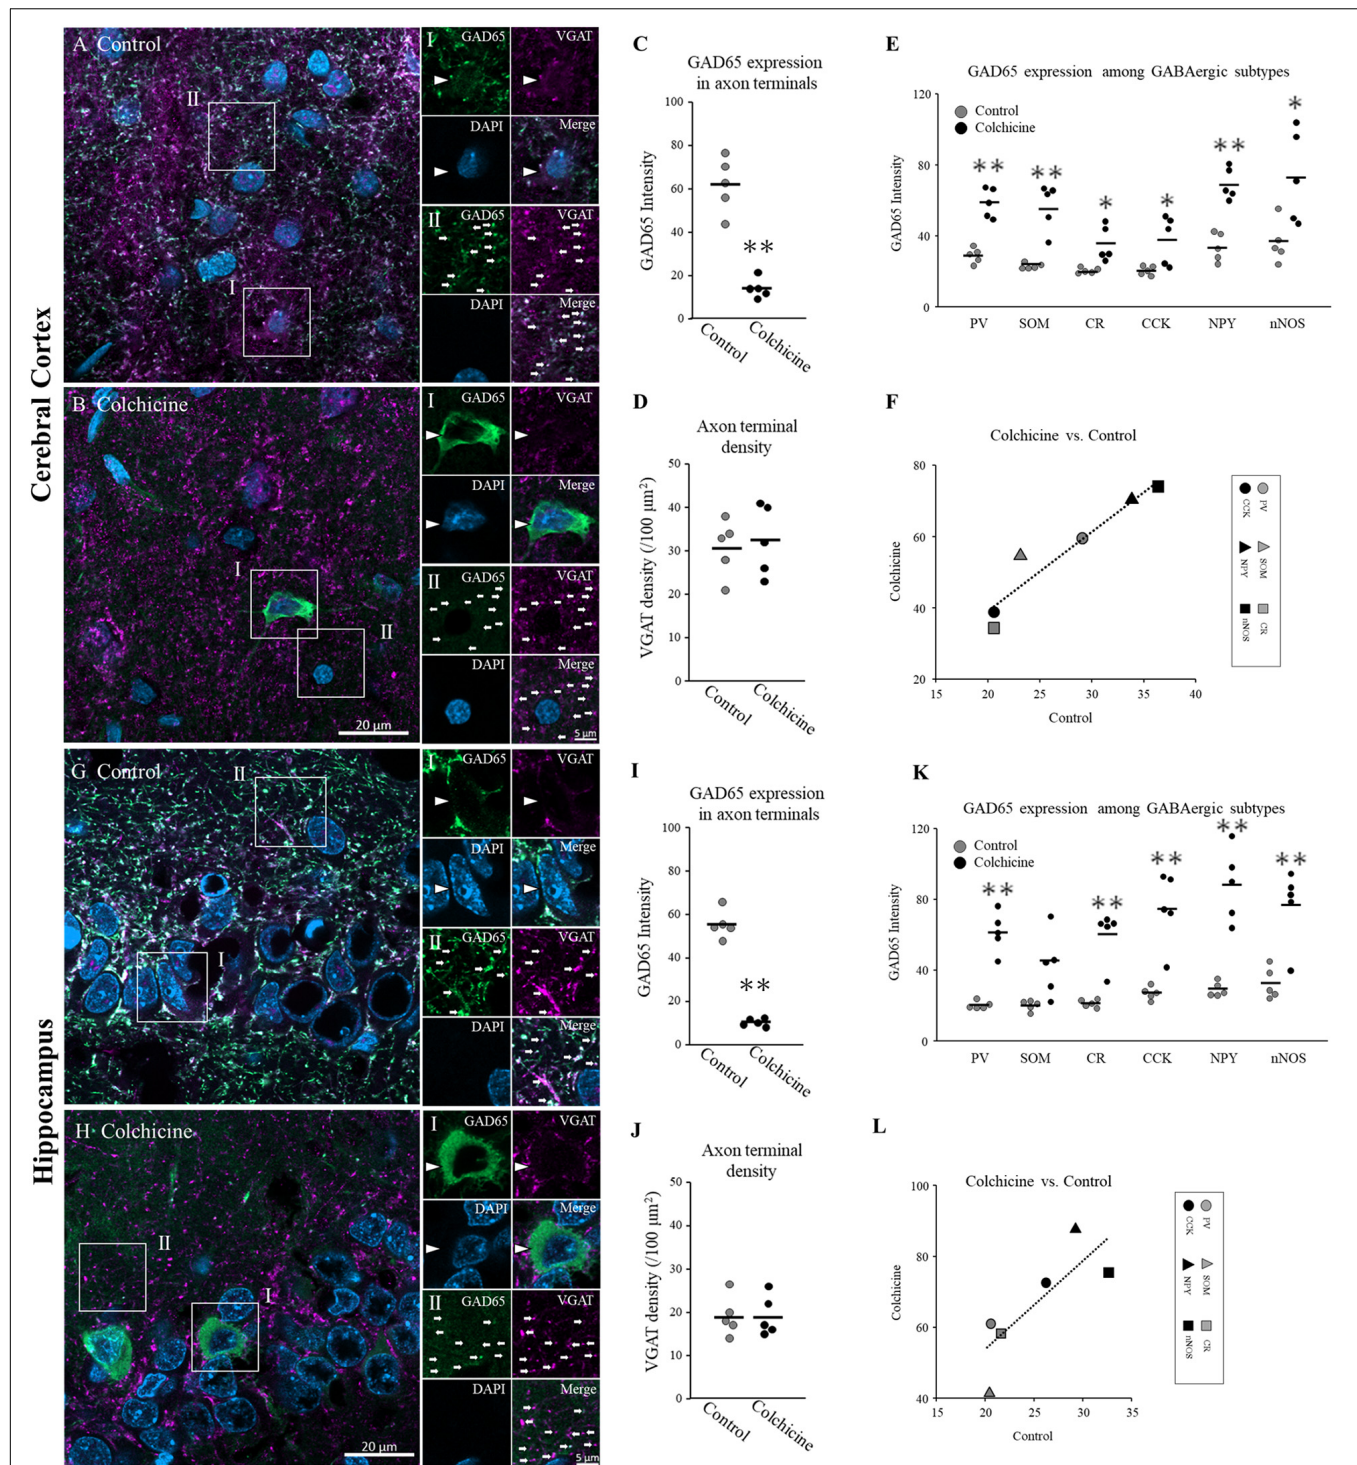 Cerebral Cortex
A Control
II
I
I
GAD65
VGAT
DAPI
Merge
II
GAD65
VGAT
DAPI
Merge
B Colchicine
I
II
20 µm
I
GAD65
VGAT
DAPI
Merge
II
GAD65
VGAT
DAPI
Merge
5 µm
C
GAD65 expression
in axon terminals
GAD65 Intensity
100
80
60
40
20
0
**
Control
Colchicine
D
Axon terminal
density
VGAT density (/100 µm²)
50
40
30
20
10
0
Control
Colchicine
E
GAD65 expression among GABAergic subtypes
Control
Colchicine
GAD65 Intensity
120
80
40
0
**
**
*
*
**
*
PV
SOM
CR
CCK
NPY
nNOS
F
Colchicine vs. Control
Colchicine
80
60
40
20
15
20
25
30
35
40
Control
CCK
PV
NPY
SOM
nNOS
CR
Hippocampus
G Control
II
I
I
GAD65
VGAT
DAPI
Merge
II
GAD65
VGAT
DAPI
Merge
H Colchicine
II
I
20 µm
I
GAD65
VGAT
DAPI
Merge
II
GAD65
VGAT
DAPI
Merge
5 µm
I
GAD65 expression
in axon terminals
GAD65 Intensity
100
80
60
40
20
0
**
Control
Colchicine
J
Axon terminal
density
VGAT density (/100 µm²)
50
40
30
20
10
0
Control
Colchicine
K
GAD65 expression among GABAergic subtypes
Control
Colchicine
GAD65 Intensity
120
80
40
0
**
**
**
**
**
PV
SOM
CR
CCK
NPY
nNOS
L
Colchicine vs. Control
Colchicine
100
80
60
40
15
20
25
30
35
Control
CCK
PV
NPY
SOM
nNOS
CR